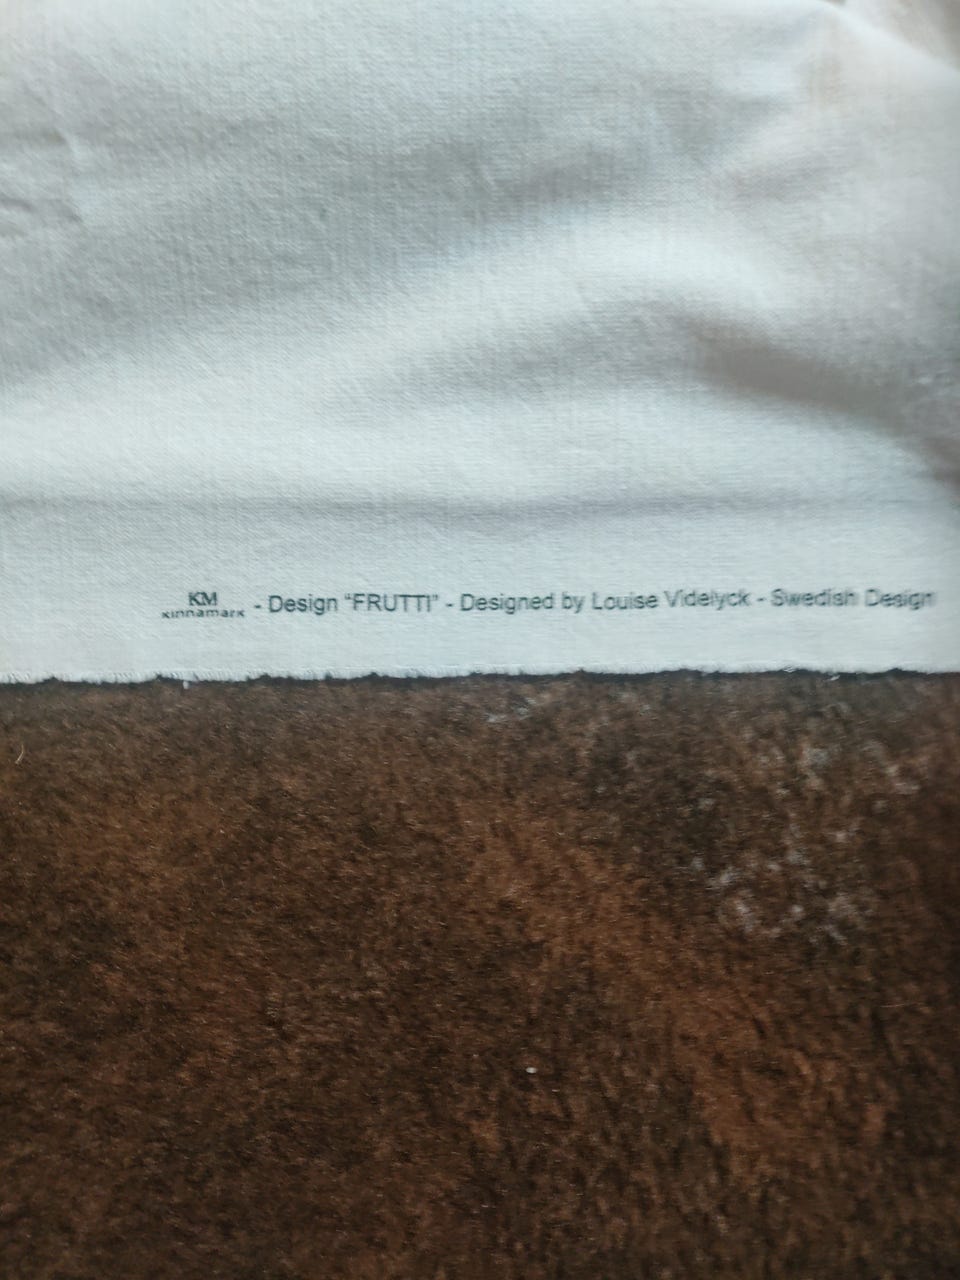 KM
Kinnamark - Design “FRUTTI” - Designed by Louise Videlyck - Swedish Design